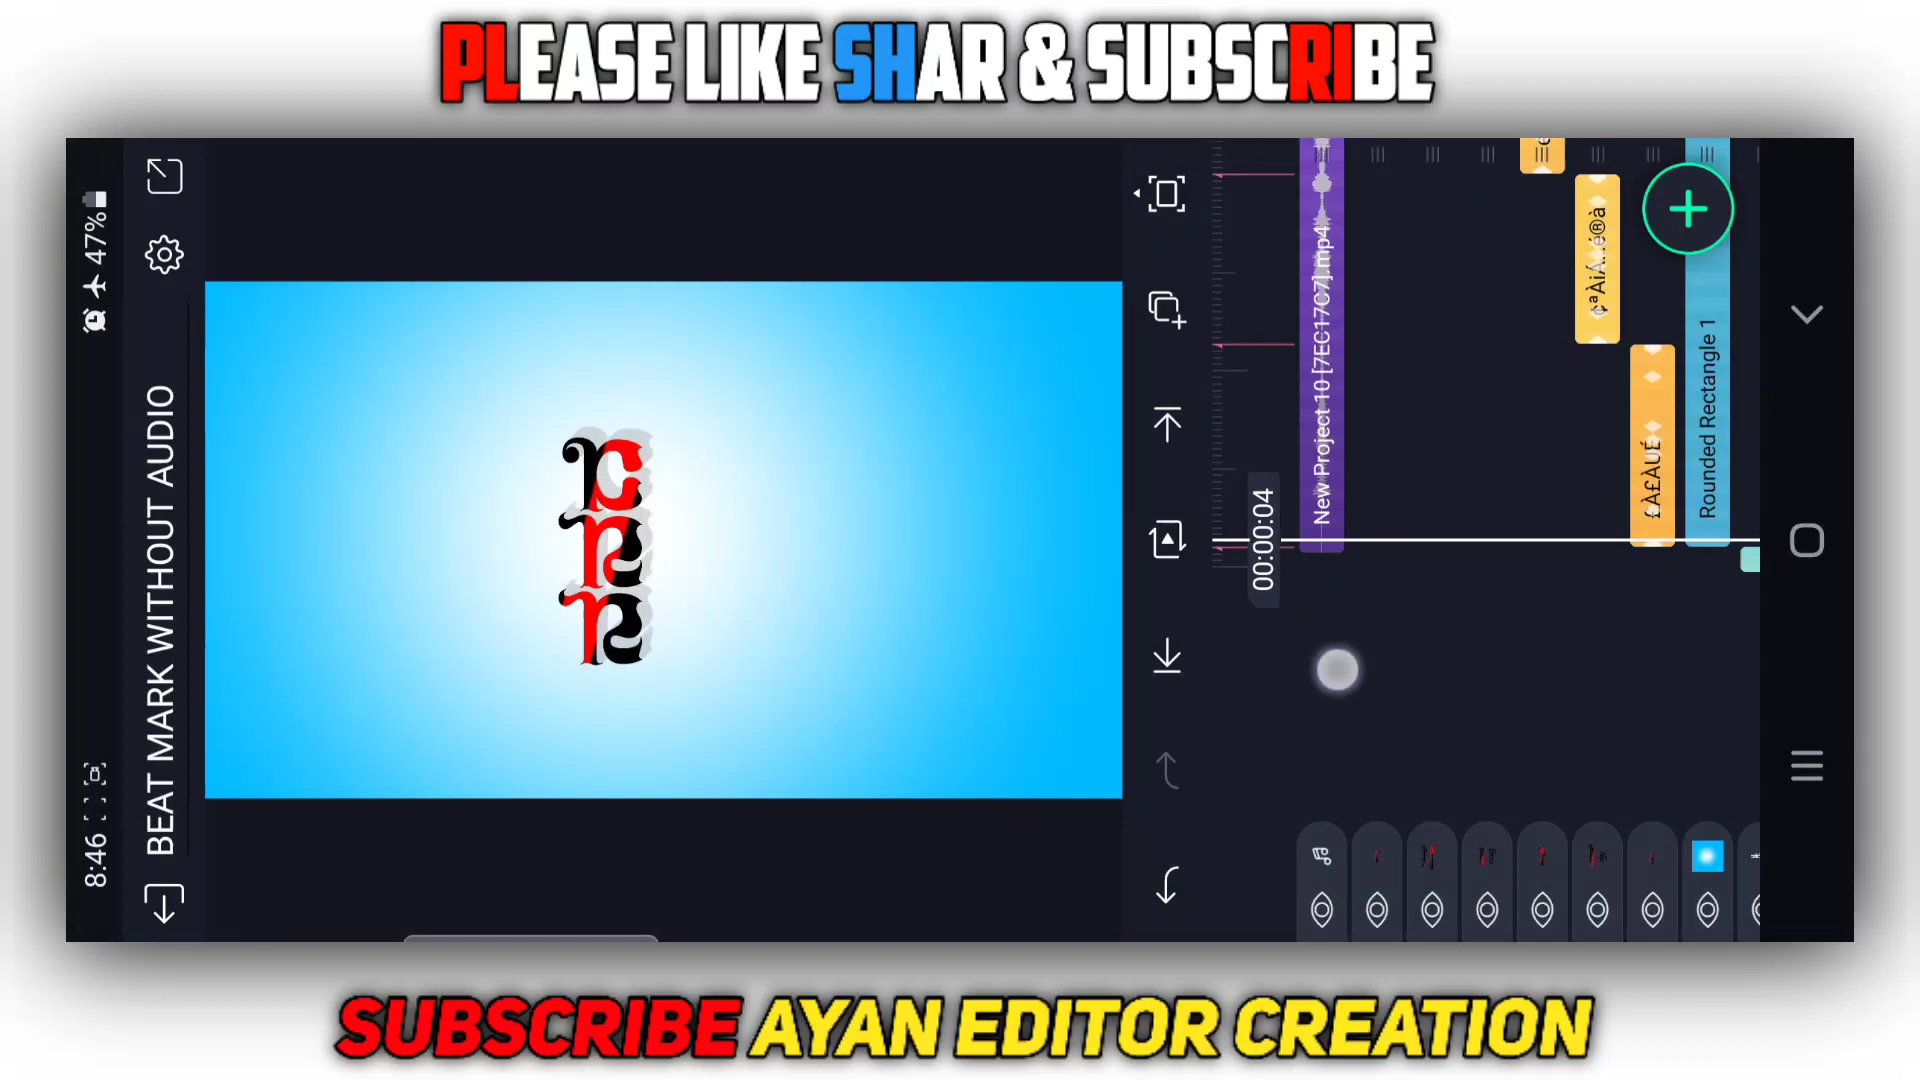 PLEASE LIKE SHAR & SUBSCRIBE
8:46
47%
BEAT MARK WITHOUT AUDIO
00:00:04
New Project 10 [7EC17C7].mp4
£À£ÀUÉ
Rounded Rectangle 1
SUBSCRIBE AYAN EDITOR CREATION